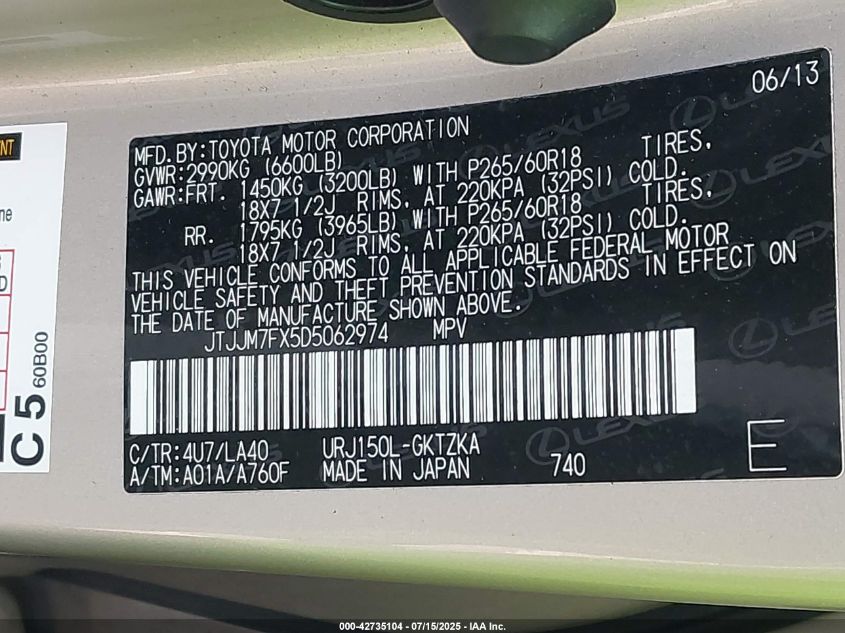 06/13
MFD.BY:TOYOTA MOTOR CORPORATION
GVWR:2990KG (6600LB)
GAWR:FRT. 1450KG (3200LB) WITH P265/60R18 TIRES,
18X7 1/2J RIMS, AT 220KPA (32PSI) COLD.
RR. 1795KG (3965LB) WITH P265/60R18 TIRES,
18X7 1/2J RIMS, AT 220KPA (32PSI) COLD.
THIS VEHICLE CONFORMS TO ALL APPLICABLE FEDERAL MOTOR
VEHICLE SAFETY AND THEFT PREVENTION STANDARDS IN EFFECT ON
THE DATE OF MANUFACTURE SHOWN ABOVE.
JTJJM7FX5D5062974 MPV
C/TR:4U7/LA40 URJ150L-GKTZKA
A/TM:A01A/A760F MADE IN JAPAN 740 E
LEXUS
C5 60B00
000-42735104 - 07/15/2025 - IAA Inc.